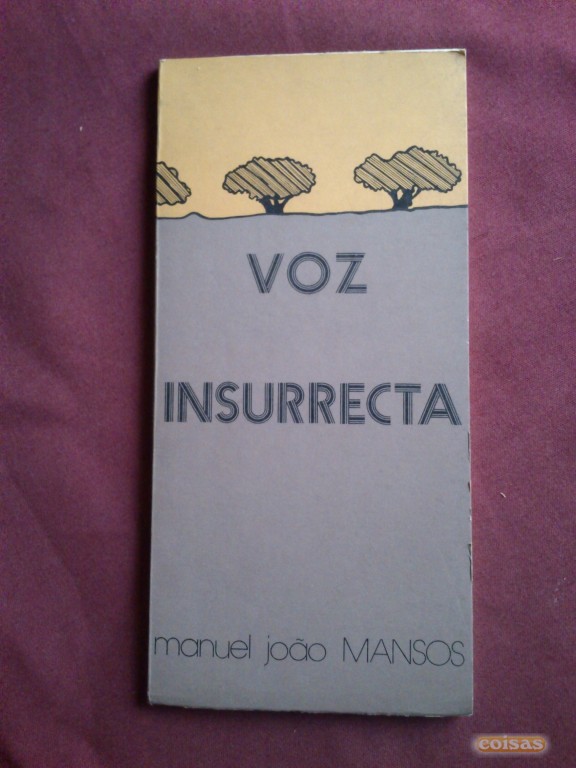 VOZ
INSURRECTA
manuel joão MANSOS
coisas